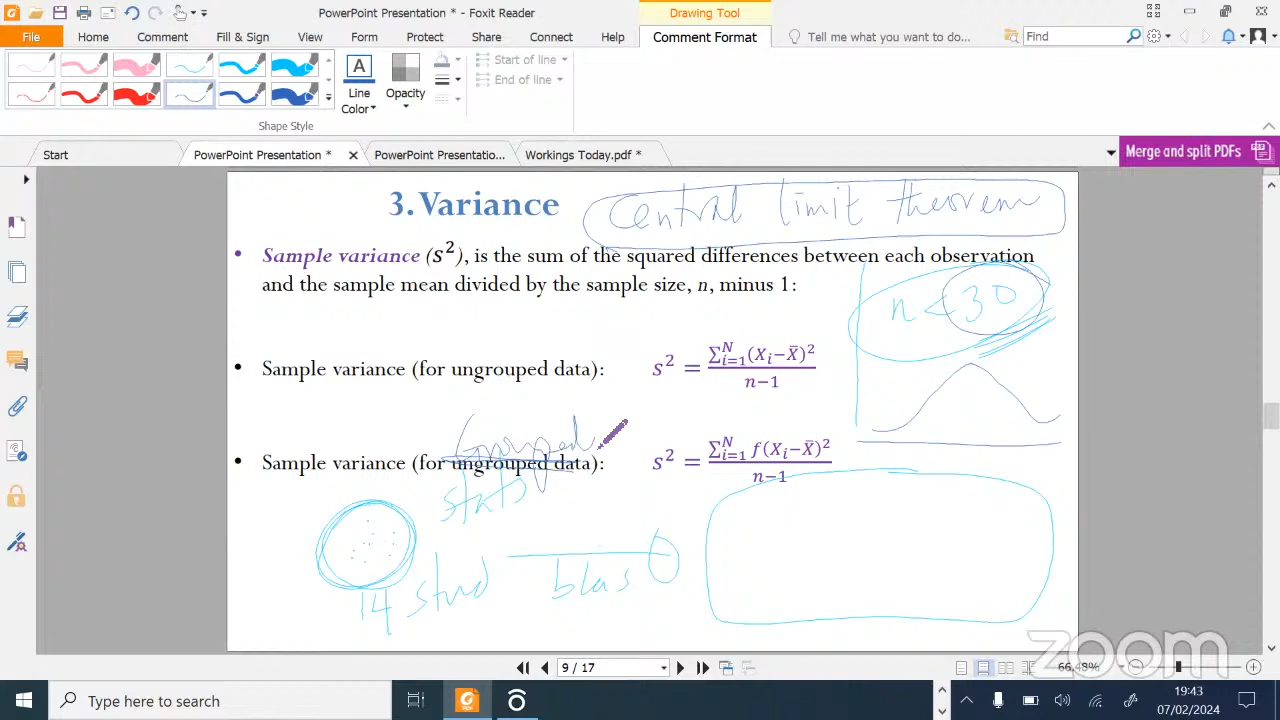 PowerPoint Presentation * - Foxit Reader
Drawing Tool
File Home Comment Fill & Sign View Form Protect Share Connect Help Comment Format Tell me what you want to do... Find
A
Line Color
Opacity
Start of line
End of line
Shape Style
Start PowerPoint Presentation * PowerPoint Presentatio... Workings Today.pdf * Merge and split PDFs
3.Variance
Central limit theorem
• Sample variance (s²), is the sum of the squared differences between each observation
and the sample mean divided by the sample size, n, minus 1:
n < 30
• Sample variance (for ungrouped data): s² = ∑ᵢ₌₁ᴺ (Xᵢ−X̄)² / n−1
Grouped
• Sample variance (for ungrouped data): s² = ∑ᵢ₌₁ᴺ f(Xᵢ−X̄)² / n−1
stats
14 stud
bias
zoom
9 / 17
66.48%
Type here to search
19:43
07/02/2024